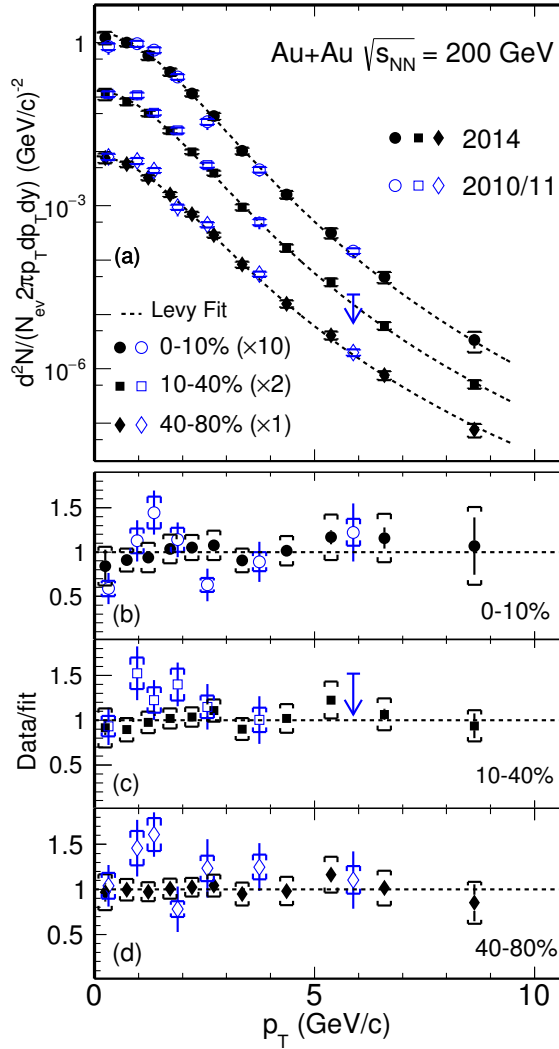 Au+Au √s_NN = 200 GeV
d²N/(N_ev 2πp_T dp_T dy) (GeV/c)⁻²
1
10⁻³
10⁻⁶
2014
2010/11
(a)
Levy Fit
0-10% (×10)
10-40% (×2)
40-80% (×1)
Data/fit
1.5
1
0.5
(b)
0-10%
1.5
1
0.5
(c)
10-40%
1.5
1
0.5
(d)
40-80%
0 5 10
p_T (GeV/c)